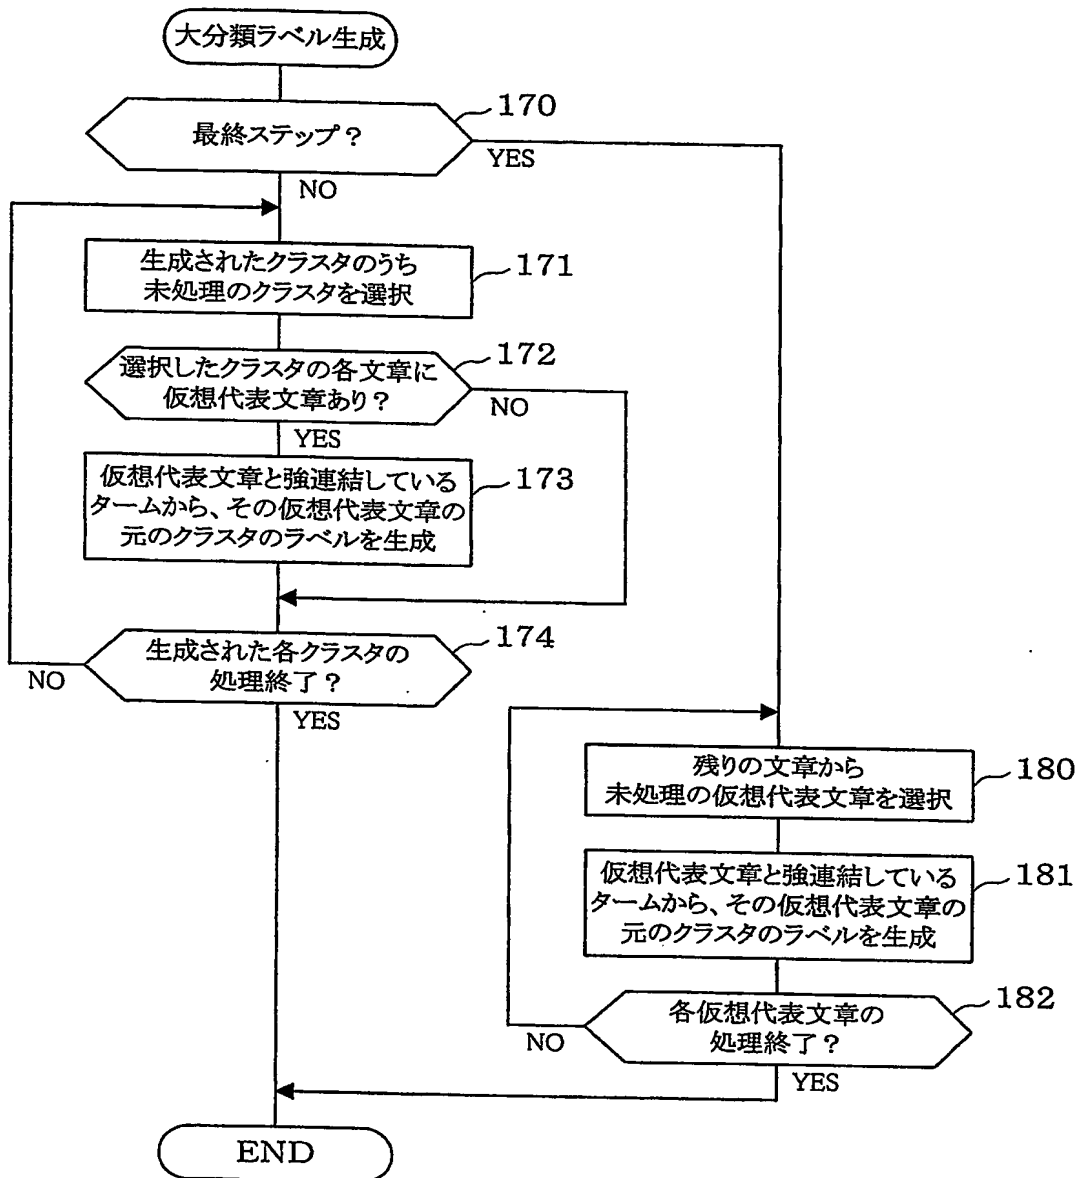 大分類ラベル生成
170
最終ステップ?
YES
NO
171
生成されたクラスタのうち
未処理のクラスタを選択
172
選択したクラスタの各文章に
仮想代表文章あり?
NO
YES
173
仮想代表文章と強連結している
タームから、その仮想代表文章の
元のクラスタのラベルを生成
174
生成された各クラスタの
処理終了?
NO
YES
180
残りの文章から
未処理の仮想代表文章を選択
181
仮想代表文章と強連結している
タームから、その仮想代表文章の
元のクラスタのラベルを生成
182
各仮想代表文章の
処理終了?
NO
YES
END